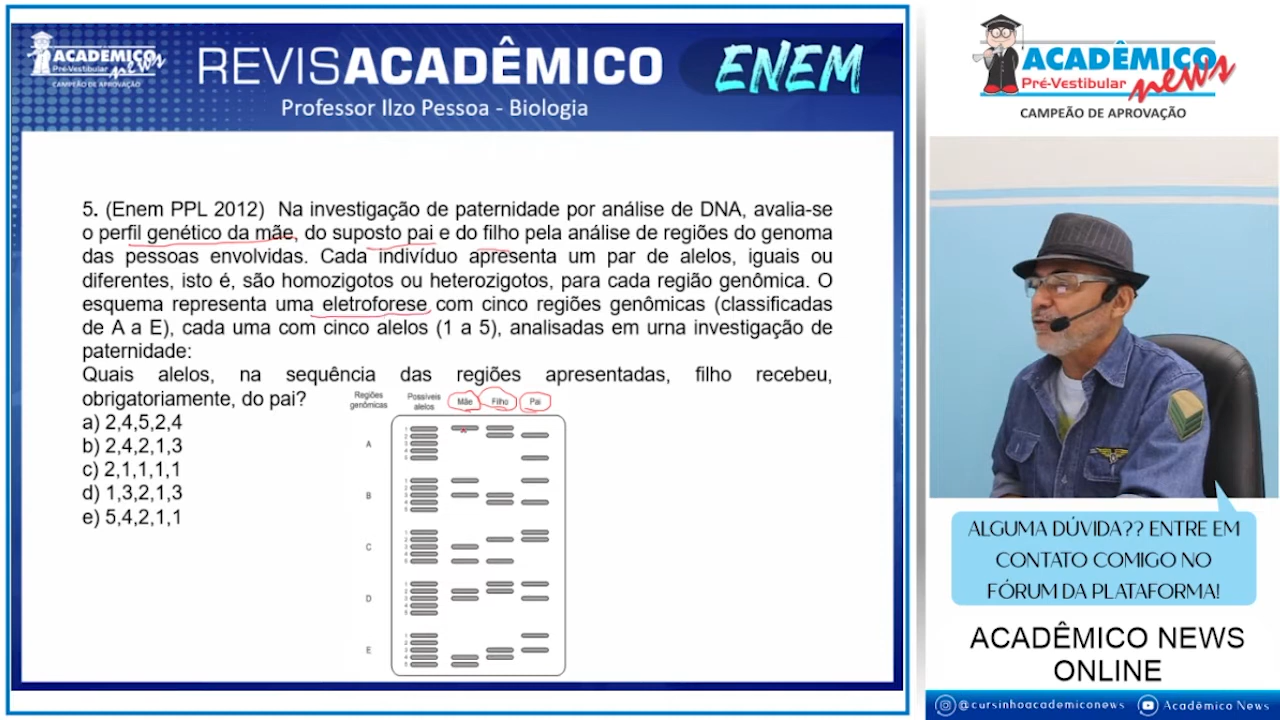 ACADÊMICO
Pré-Vestibular news
CAMPEÃO DE APROVAÇÃO
REVISACADÊMICO
Professor Ilzo Pessoa - Biologia
ENEM
5. (Enem PPL 2012) Na investigação de paternidade por análise de DNA, avalia-se
o perfil genético da mãe, do suposto pai e do filho pela análise de regiões do genoma
das pessoas envolvidas. Cada indivíduo apresenta um par de alelos, iguais ou
diferentes, isto é, são homozigotos ou heterozigotos, para cada região genômica. O
esquema representa uma eletroforese com cinco regiões genômicas (classificadas
de A a E), cada uma com cinco alelos (1 a 5), analisadas em urna investigação de
paternidade:
Quais alelos, na sequência das regiões apresentadas, filho recebeu,
obrigatoriamente, do pai?
a) 2,4,5,2,4
b) 2,4,2,1,3
c) 2,1,1,1,1
d) 1,3,2,1,3
e) 5,4,2,1,1
Regiões genômicas
Possíveis alelos
Mãe
Filho
Pai
A
B
C
D
E
ACADÊMICO
Pré-Vestibular news
CAMPEÃO DE APROVAÇÃO
ALGUMA DÚVIDA?? ENTRE EM
CONTATO COMIGO NO
FÓRUM DA PLATAFORMA!
ACADÊMICO NEWS
ONLINE
@cursinhoacademiconews
Acadêmico News